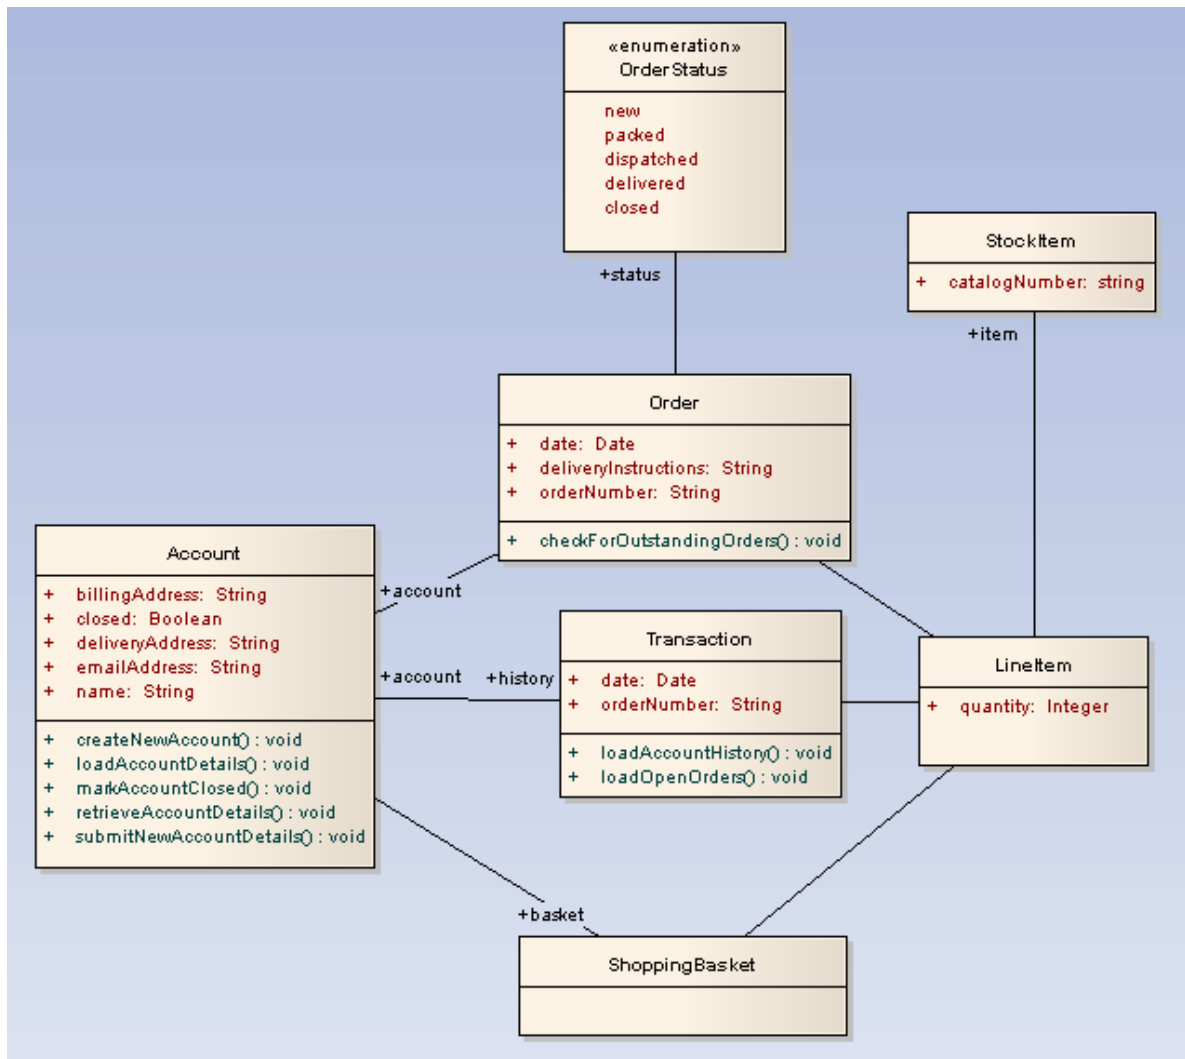 «enumeration»
OrderStatus
new
packed
dispatched
delivered
closed
+status
StockItem
+ catalogNumber: string
+item
Order
+ date: Date
+ deliveryInstructions: String
+ orderNumber: String
+ checkForOutstandingOrders() : void
Account
+ billingAddress: String
+ closed: Boolean
+ deliveryAddress: String
+ emailAddress: String
+ name: String
+ createNewAccount() : void
+ loadAccountDetails() : void
+ markAccountClosed() : void
+ retrieveAccountDetails() : void
+ submitNewAccountDetails() : void
+account
+account
+history
Transaction
+ date: Date
+ orderNumber: String
+ loadAccountHistory() : void
+ loadOpenOrders() : void
LineItem
+ quantity: Integer
+basket
ShoppingBasket